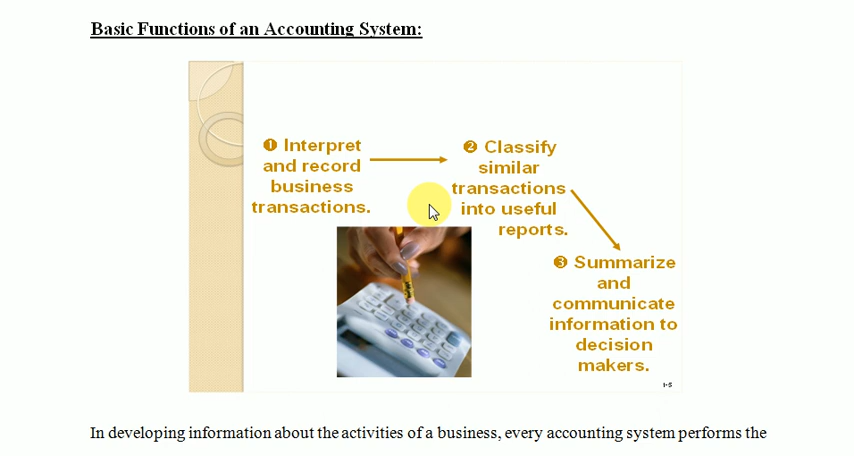 Basic Functions of an Accounting System:
❶ Interpret
and record
business
transactions.
❷ Classify
similar
transactions
into useful
reports.
❸ Summarize
and
communicate
information to
decision
makers.
1-5
In developing information about the activities of a business, every accounting system performs the